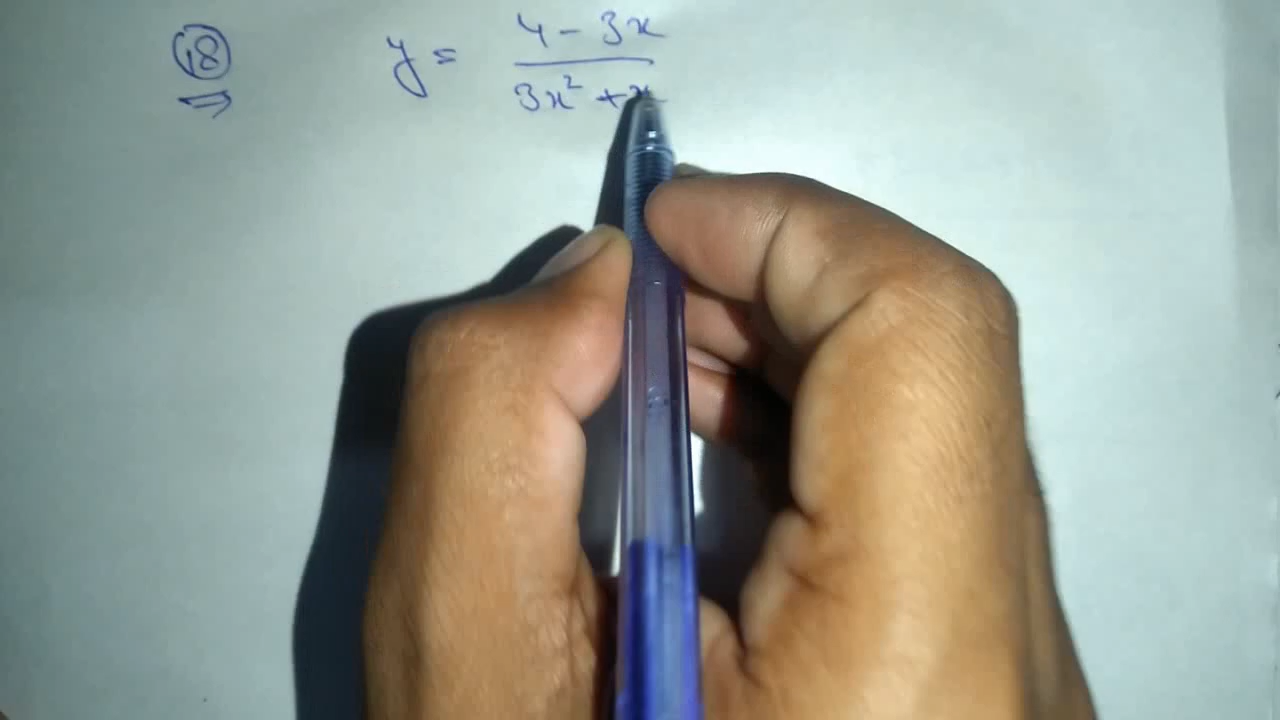 18 y = 4 - 3x
3x² + x